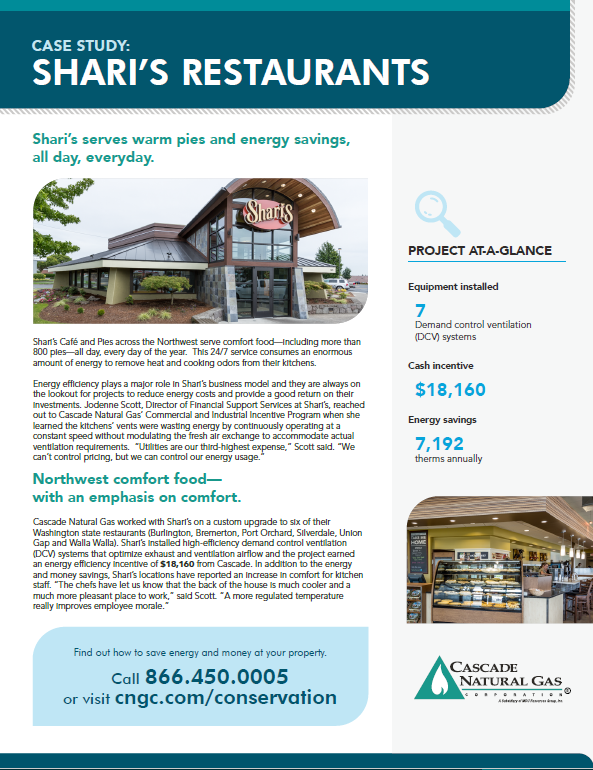 CASE STUDY:
SHARI'S RESTAURANTS
Shari's serves warm pies and energy savings,
all day, everyday.
Shari's
Shari's Café and Pies across the Northwest serve comfort food—including more than
800 pies—all day, every day of the year. This 24/7 service consumes an enormous
amount of energy to remove heat and cooking odors from their kitchens.
Energy efficiency plays a major role in Shari's business model and they are always on
the lookout for projects to reduce energy costs and provide a good return on their
investments. Jodenne Scott, Director of Financial Support Services at Shari's, reached
out to Cascade Natural Gas' Commercial and Industrial Incentive Program when she
learned the kitchens' vents were wasting energy by continuously operating at a
constant speed without modulating the fresh air exchange to accommodate actual
ventilation requirements. "Utilities are our third-highest expense," Scott said. "We
can't control pricing, but we can control our energy usage."
Northwest comfort food—
with an emphasis on comfort.
Cascade Natural Gas worked with Shari's on a custom upgrade to six of their
Washington state restaurants (Burlington, Bremerton, Port Orchard, Silverdale, Union
Gap and Walla Walla). Shari's installed high-efficiency demand control ventilation
(DCV) systems that optimize exhaust and ventilation airflow and the project earned
an energy efficiency incentive of $18,160 from Cascade. In addition to the energy
and money savings, Shari's locations have reported an increase in comfort for kitchen
staff. "The chefs have let us know that the back of the house is much cooler and a
much more pleasant place to work," said Scott. "A more regulated temperature
really improves employee morale."
Find out how to save energy and money at your property.
Call 866.450.0005
or visit cngc.com/conservation
PROJECT AT-A-GLANCE
Equipment installed
7
Demand control ventilation
(DCV) systems
Cash incentive
$18,160
Energy savings
7,192
therms annually
HOME
CASCADE
NATURAL GAS
CORPORATION
®
A Subsidiary of MDU Resources Group, Inc.